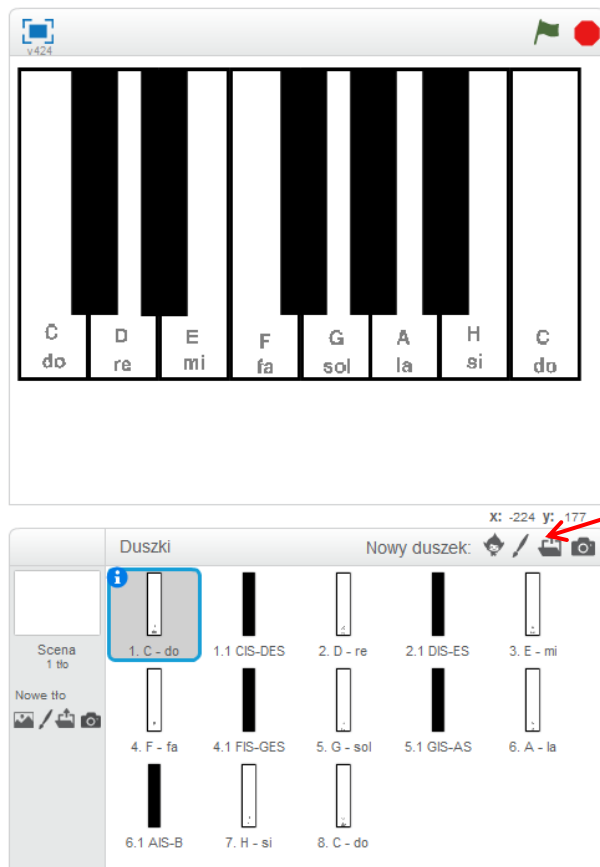 v424
C D E F G A H C
do re mi fa sol la si do
x: -224 y: -177
Duszki
Nowy duszek:
Scena
1 tło
Nowe tło
1. C - do
1.1 CIS-DES
2. D - re
2.1 DIS-ES
3. E - mi
4. F - fa
4.1 FIS-GES
5. G - sol
5.1 GIS-AS
6. A - la
6.1 AIS-B
7. H - si
8. C - do